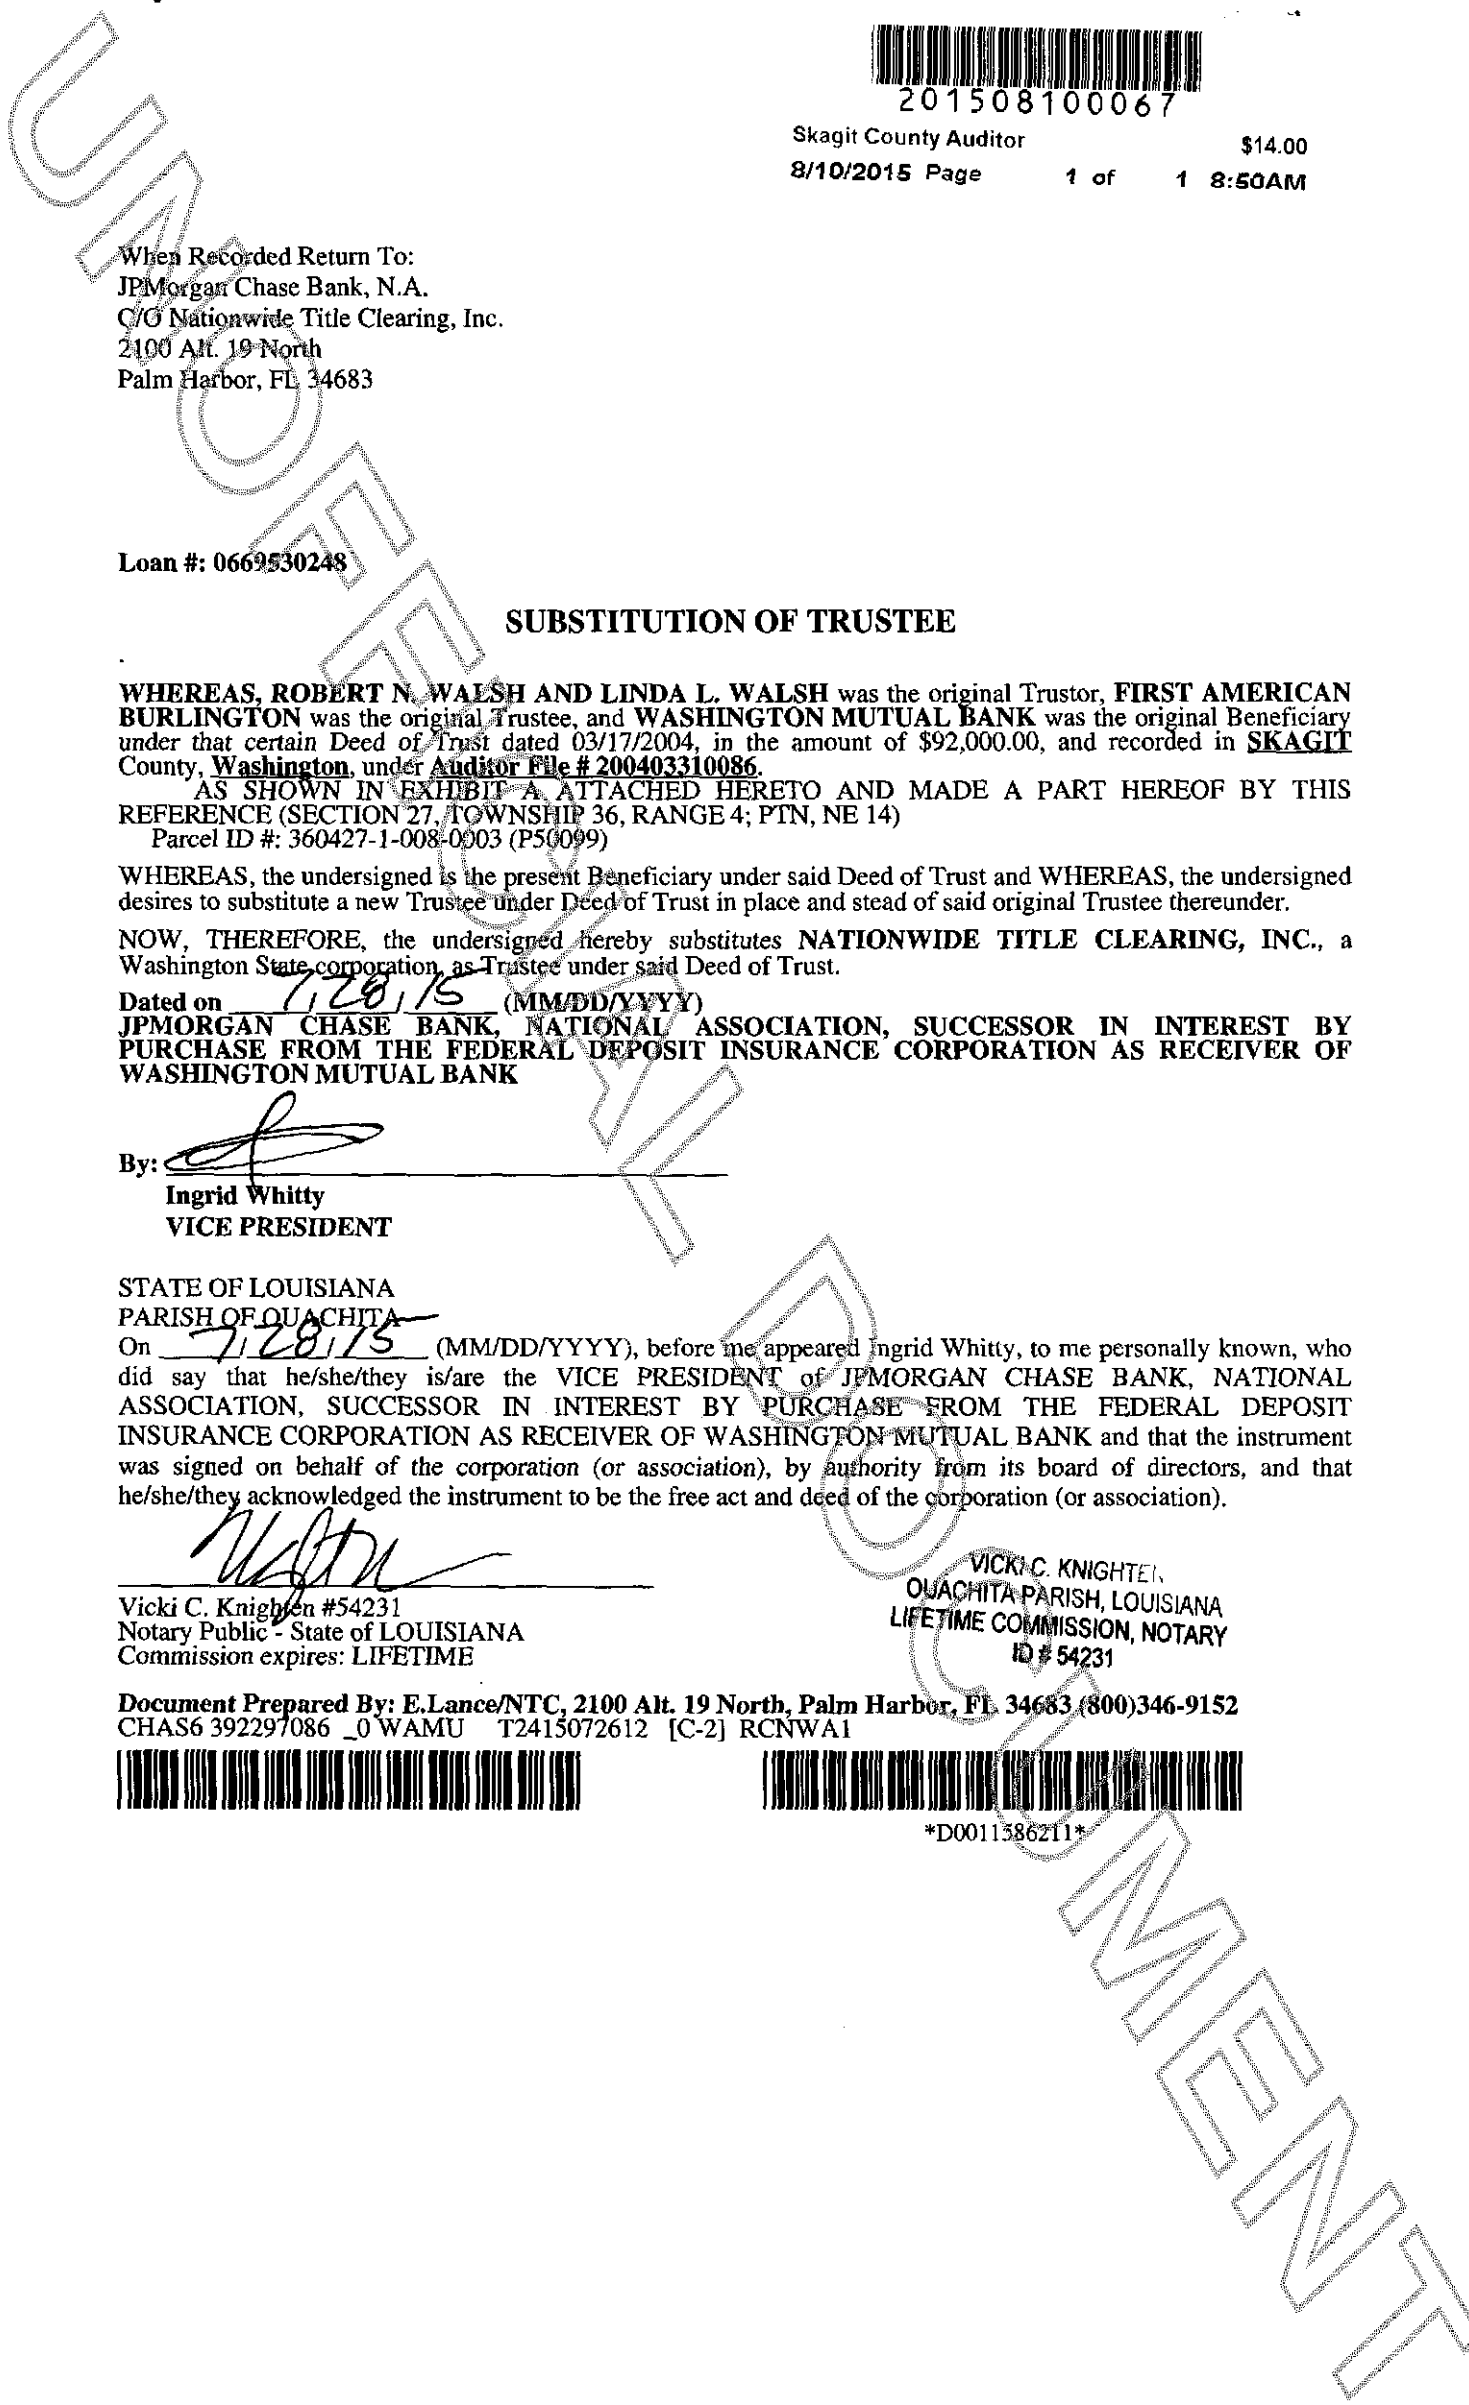 201508100067
Skagit County Auditor $14.00
8/10/2015 Page 1 of 1 8:50AM
When Recorded Return To:
JPMorgan Chase Bank, N.A.
C/O Nationwide Title Clearing, Inc.
2100 Alt. 19 North
Palm Harbor, FL 34683
Loan #: 0669530248
SUBSTITUTION OF TRUSTEE
WHEREAS, ROBERT N. WALSH AND LINDA L. WALSH was the original Trustor, FIRST AMERICAN
BURLINGTON was the original Trustee, and WASHINGTON MUTUAL BANK was the original Beneficiary
under that certain Deed of Trust dated 03/17/2004, in the amount of $92,000.00, and recorded in SKAGIT
County, Washington, under Auditor File # 200403310086.
AS SHOWN IN EXHIBIT A ATTACHED HERETO AND MADE A PART HEREOF BY THIS
REFERENCE (SECTION 27, TOWNSHIP 36, RANGE 4; PTN, NE 14)
Parcel ID #: 360427-1-008-0003 (P50099)
WHEREAS, the undersigned is the present Beneficiary under said Deed of Trust and WHEREAS, the undersigned
desires to substitute a new Trustee under Deed of Trust in place and stead of said original Trustee thereunder.
NOW, THEREFORE, the undersigned hereby substitutes NATIONWIDE TITLE CLEARING, INC., a
Washington State corporation, as Trustee under said Deed of Trust.
Dated on 7/28/15 (MM/DD/YYYY)
JPMORGAN CHASE BANK, NATIONAL ASSOCIATION, SUCCESSOR IN INTEREST BY
PURCHASE FROM THE FEDERAL DEPOSIT INSURANCE CORPORATION AS RECEIVER OF
WASHINGTON MUTUAL BANK
By:
Ingrid Whitty
VICE PRESIDENT
STATE OF LOUISIANA
PARISH OF OUACHITA
On 7/28/15 (MM/DD/YYYY), before me appeared Ingrid Whitty, to me personally known, who
did say that he/she/they is/are the VICE PRESIDENT of JPMORGAN CHASE BANK, NATIONAL
ASSOCIATION, SUCCESSOR IN INTEREST BY PURCHASE FROM THE FEDERAL DEPOSIT
INSURANCE CORPORATION AS RECEIVER OF WASHINGTON MUTUAL BANK and that the instrument
was signed on behalf of the corporation (or association), by authority from its board of directors, and that
he/she/they acknowledged the instrument to be the free act and deed of the corporation (or association).
Vicki C. Knighten #54231
Notary Public - State of LOUISIANA
Commission expires: LIFETIME
VICKI C. KNIGHTEN
OUACHITA PARISH, LOUISIANA
LIFETIME COMMISSION, NOTARY
ID # 54231
Document Prepared By: E.Lance/NTC, 2100 Alt. 19 North, Palm Harbor, FL 34683 (800)346-9152
CHAS6 392297086 _0 WAMU T2415072612 [C-2] RCNWA1
*D0011586211*
UNOFFICIAL DOCUMENT